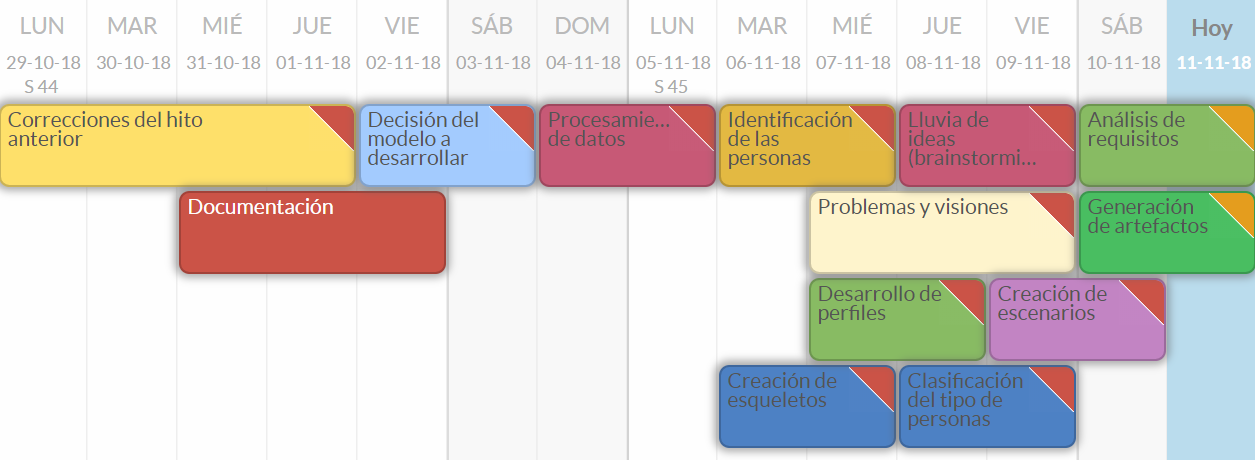 LUN MAR MIÉ JUE VIE SÁB DOM LUN MAR MIÉ JUE VIE SÁB Hoy
29-10-18 30-10-18 31-10-18 01-11-18 02-11-18 03-11-18 04-11-18 05-11-18 06-11-18 07-11-18 08-11-18 09-11-18 10-11-18 11-11-18
S 44 S 45
Correcciones del hito
anterior
Decisión del
modelo a
desarrollar
Procesamie...
de datos
Identificación
de las
personas
Lluvia de
ideas
(brainstormi...
Análisis de
requisitos
Documentación
Problemas y visiones
Generación
de artefactos
Desarrollo de
perfiles
Creación de
escenarios
Creación de
esqueletos
Clasificación
del tipo de
personas